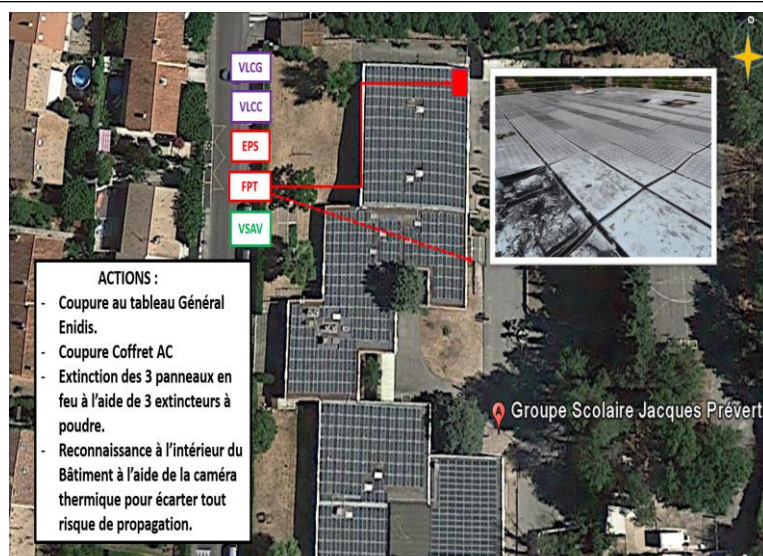 VLCG
VLCC
EPS
FPT
VSAV
ACTIONS :
- Coupure au tableau Général
Enidis.
- Coupure Coffret AC
- Extinction des 3 panneaux en
feu à l'aide de 3 extincteurs à
poudre.
- Reconnaissance à l'intérieur du
Bâtiment à l'aide de la caméra
thermique pour écarter tout
risque de propagation.
A Groupe Scolaire Jacques Prévert